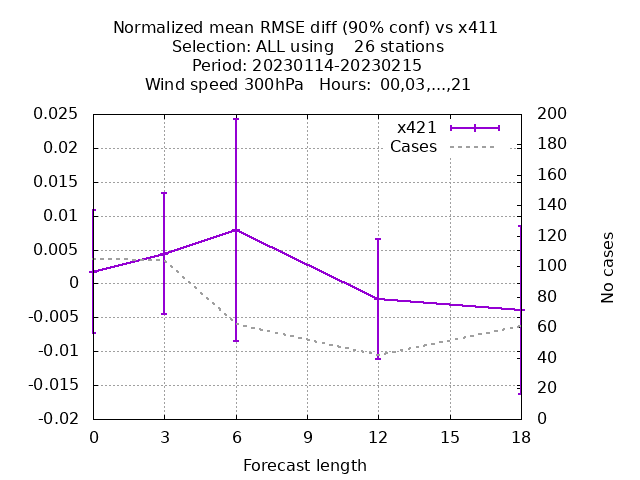 Normalized mean RMSE diff (90% conf) vs x411
Selection: ALL using    26 stations
Period: 20230114-20230215
Wind speed 300hPa   Hours:  00,03,...,21
x421
Cases
0.025
0.02
0.015
0.01
0.005
0
-0.005
-0.01
-0.015
-0.02
200
180
160
140
120
100
80
60
40
20
0
No cases
0 3 6 9 12 15 18
Forecast length